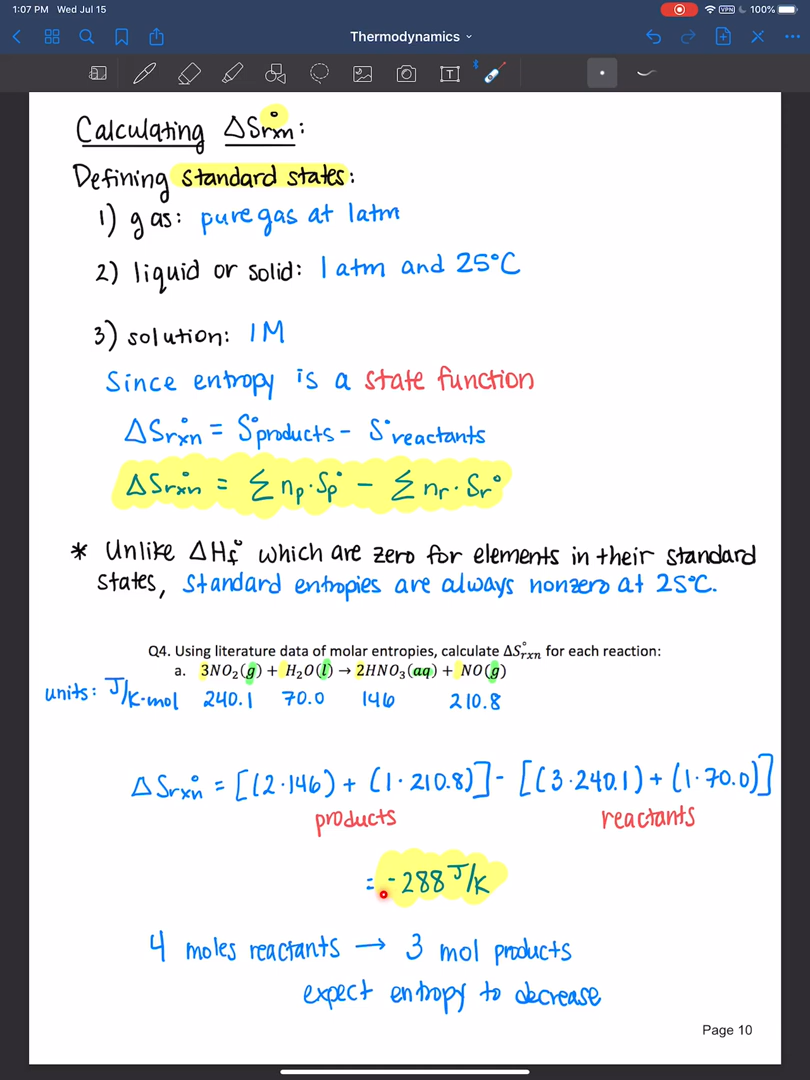 1:07 PM Wed Jul 15
VPN 100%
Thermodynamics
T
Calculating ΔS°rxn:
Defining standard states:
1) gas: pure gas at 1atm
2) liquid or solid: 1 atm and 25°C
3) solution: 1M
Since entropy is a state function
ΔS°rxn = S°products - S°reactants
ΔS°rxn = Σ np·Sp° - Σ nr·Sr°
* Unlike ΔHf° which are zero for elements in their standard
states, standard entropies are always nonzero at 25°C.
Q4. Using literature data of molar entropies, calculate ΔS°rxn for each reaction:
a. 3NO₂(g) + H₂O(l) → 2HNO₃(aq) + NO(g)
units: J/K·mol 240.1 70.0 146 210.8
ΔS°rxn = [(2·146) + (1·210.8)] - [(3·240.1) + (1·70.0)]
products reactants
= -288 J/K
4 moles reactants → 3 mol products
expect entropy to decrease
Page 10